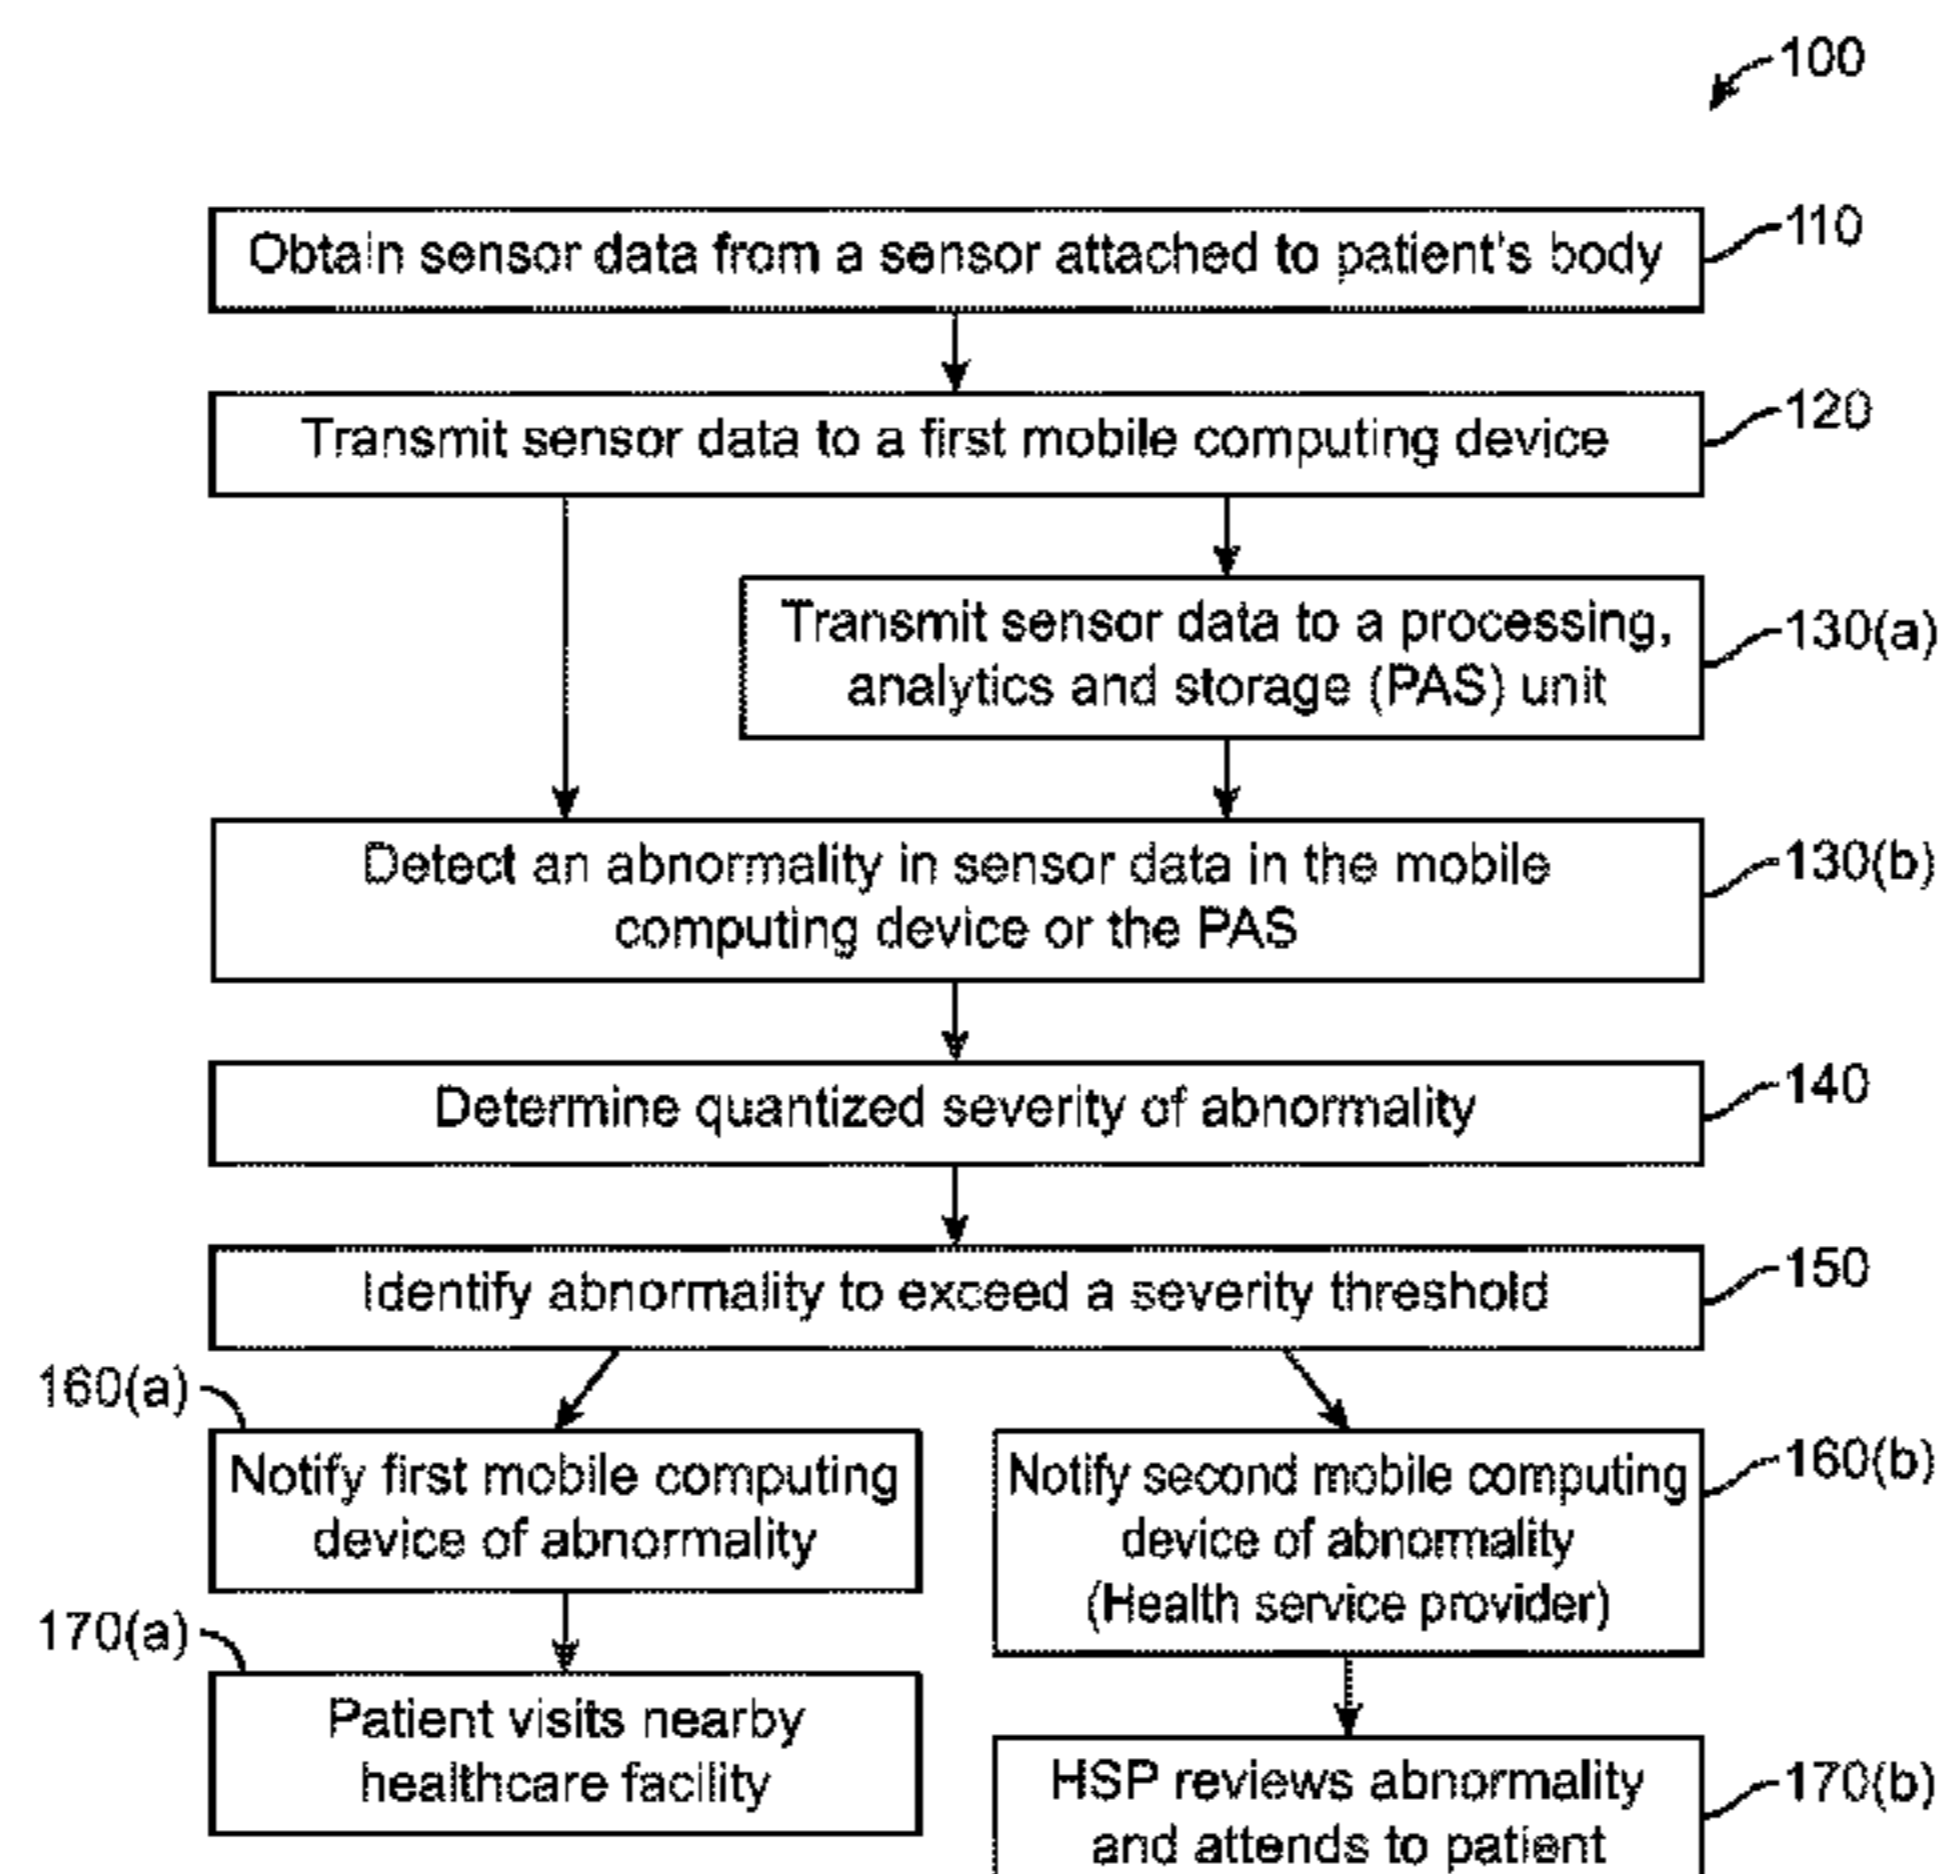 100
Obtain sensor data from a sensor attached to patient's body
110
Transmit sensor data to a first mobile computing device
120
Transmit sensor data to a processing,
analytics and storage (PAS) unit
130(a)
Detect an abnormality in sensor data in the mobile
computing device or the PAS
130(b)
Determine quantized severity of abnormality
140
Identify abnormality to exceed a severity threshold
150
160(a)
Notify first mobile computing
device of abnormality
Notify second mobile computing
device of abnormality
(Health service provider)
160(b)
170(a)
Patient visits nearby
healthcare facility
HSP reviews abnormality
and attends to patient
170(b)